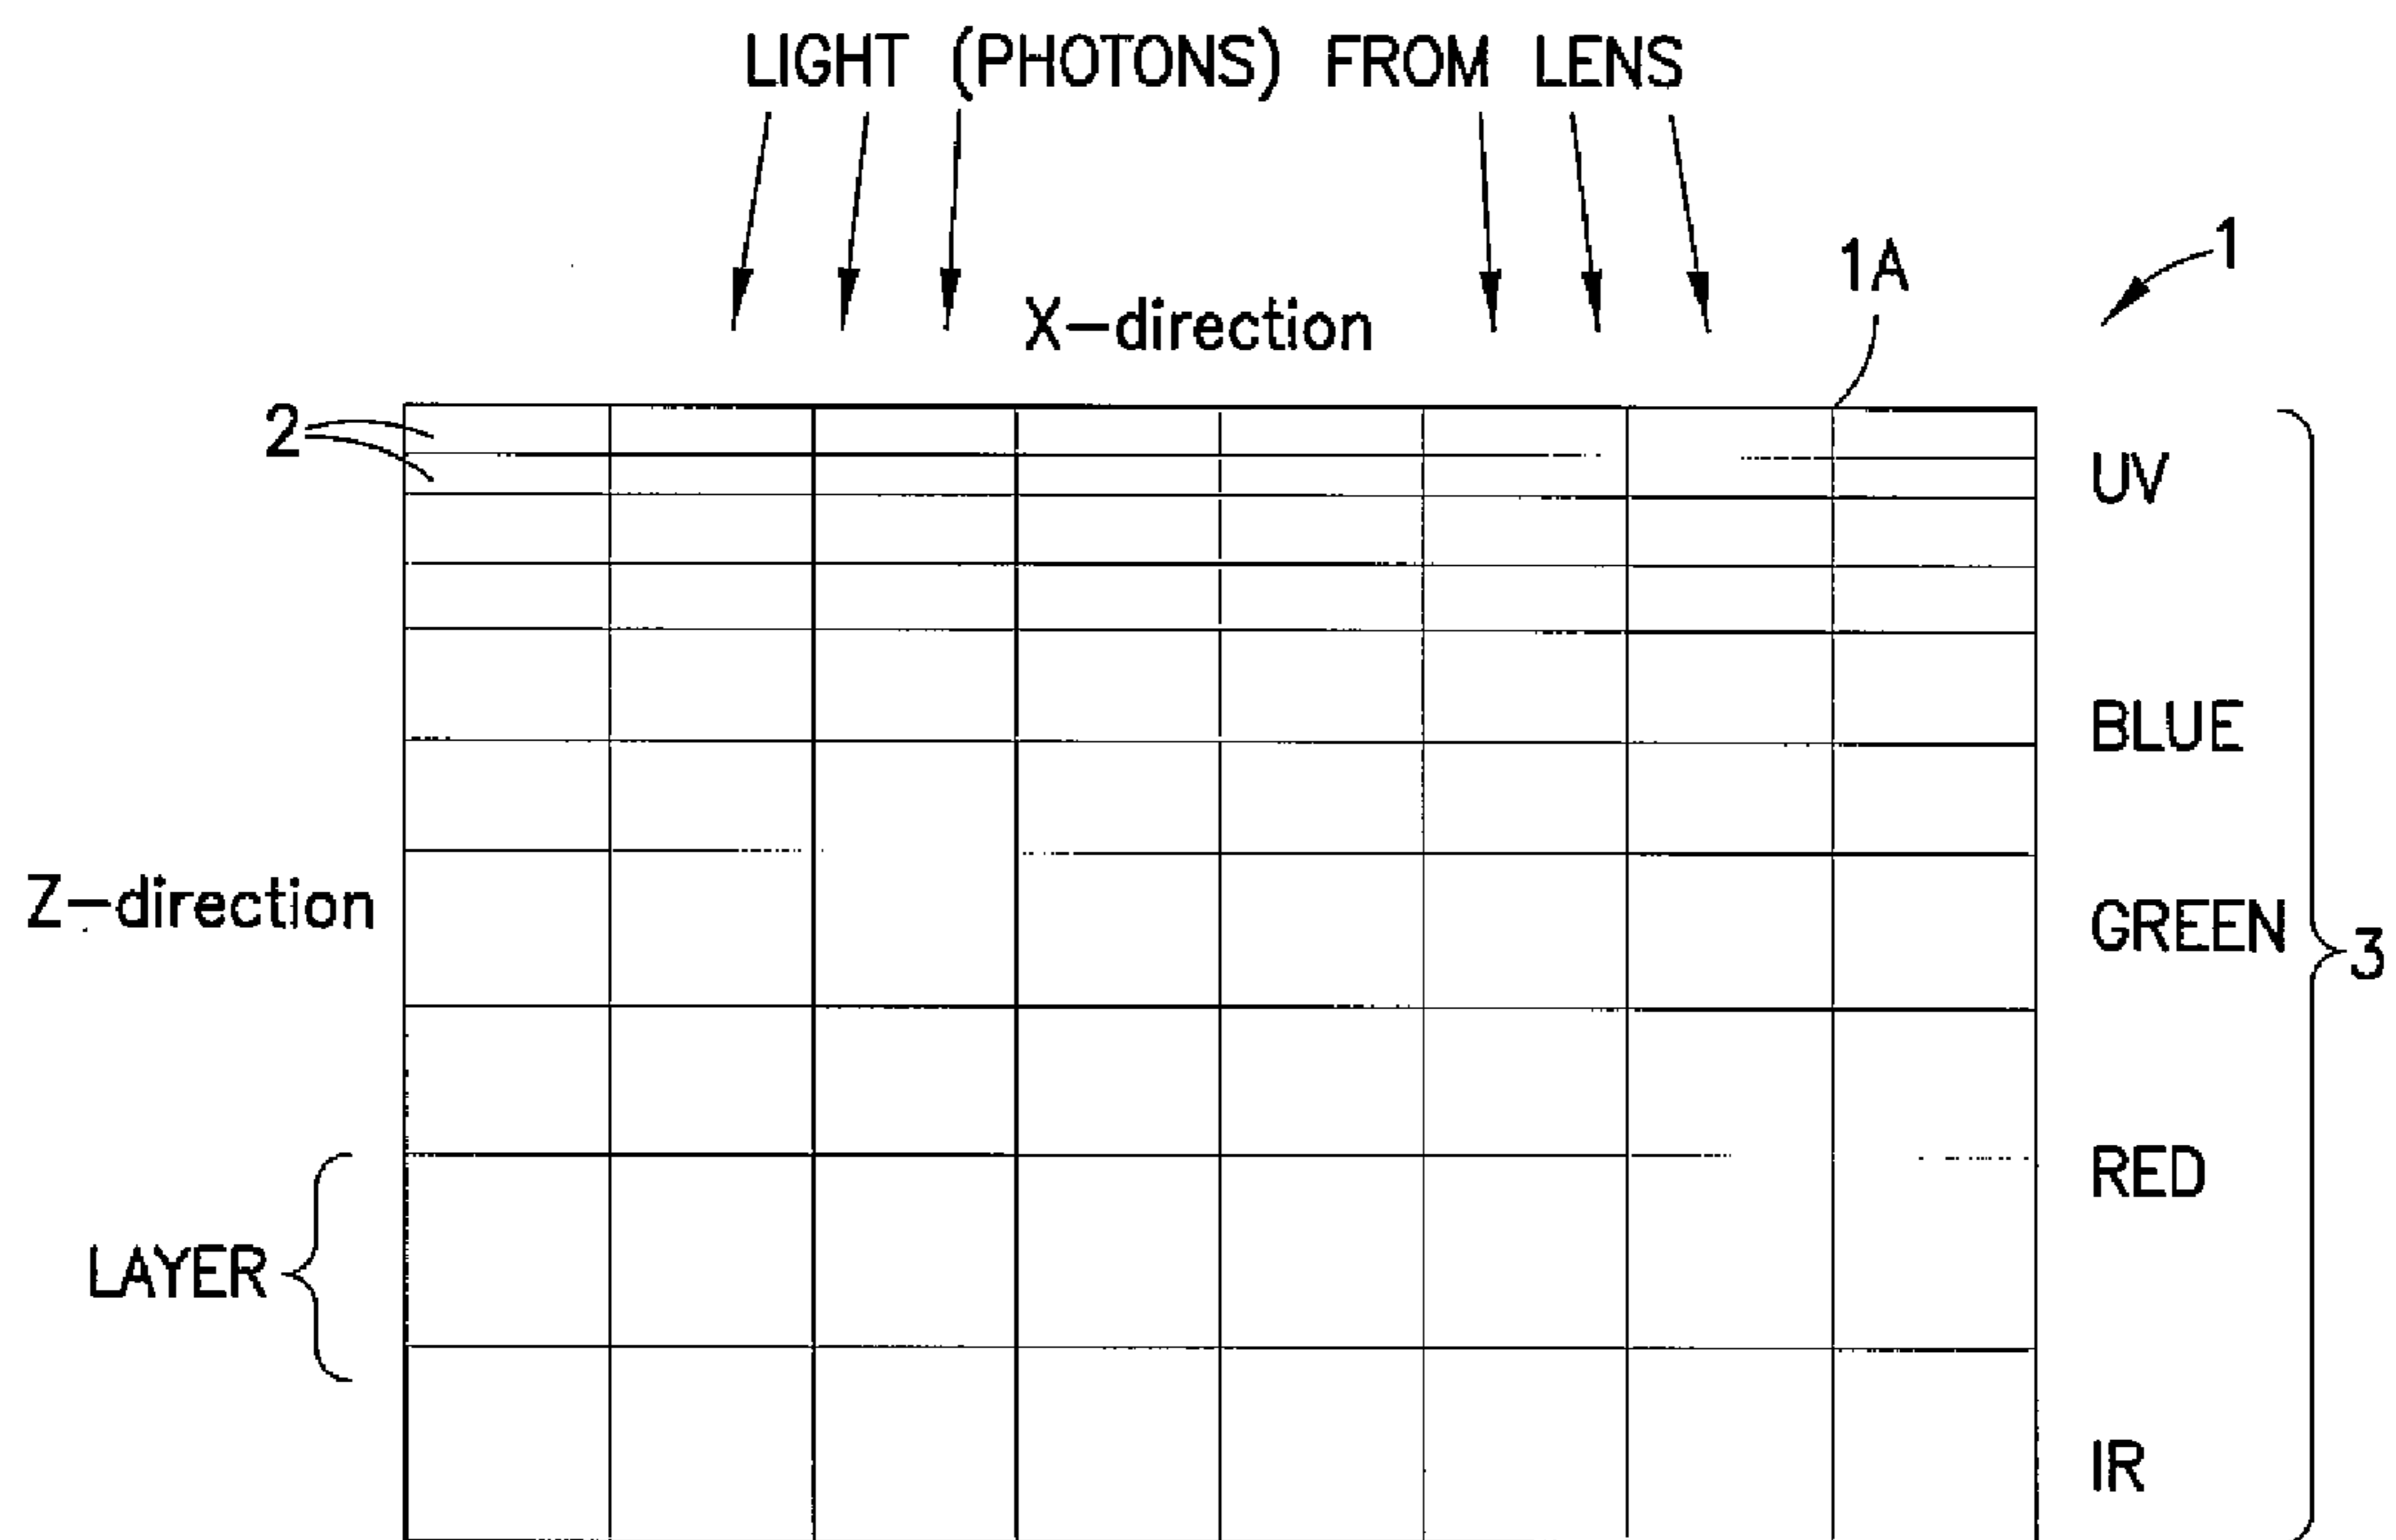 LIGHT (PHOTONS) FROM LENS
1
1A
X-direction
2
UV
BLUE
Z-direction
GREEN
3
RED
LAYER
IR